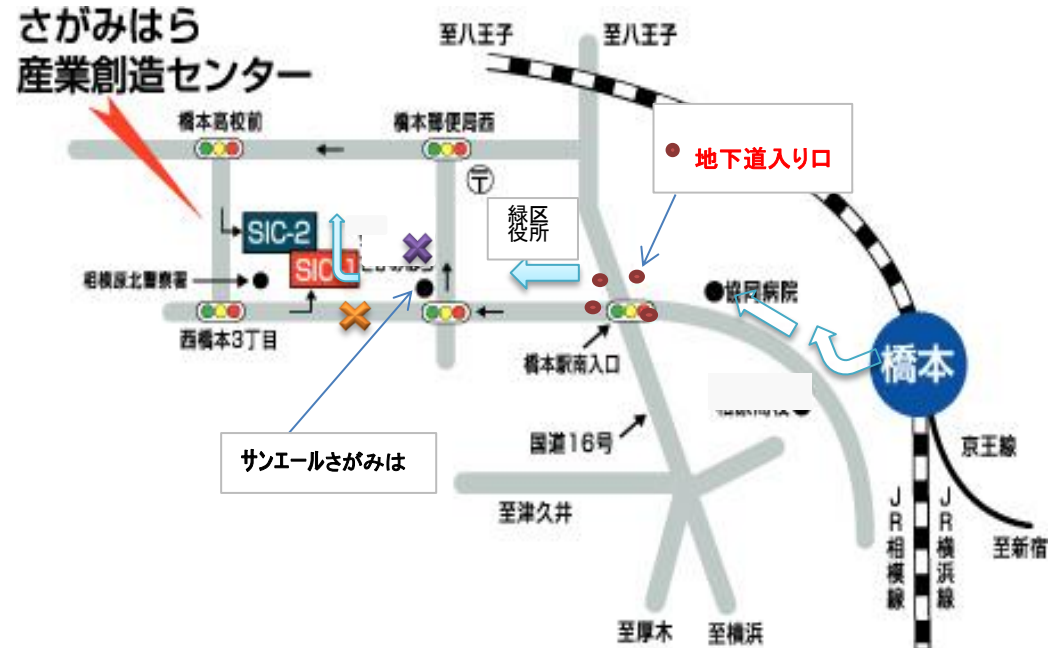 さがみはら
産業創造センター
至八王子
至八王子
橋本高校前
橋本郵便局西
地下道入り口
〒
緑区
役所
SIC-2
SIC-1
相模原北警察署
協同病院
西橋本3丁目
橋本駅南入口
橋本
国道16号
サンエールさがみは
京王線
至津久井
JR相模線
JR横浜線
至新宿
至厚木
至横浜